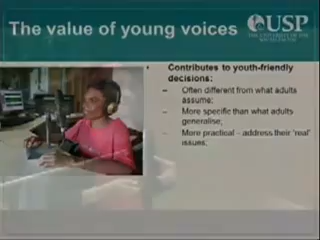 The value of young voices
USP
THE UNIVERSITY OF THE
SOUTH PACIFIC
• Contributes to youth-friendly
decisions:
– Often different from what adults
assume;
– More specific than what adults
generalise;
– More practical – address their 'real'
issues;